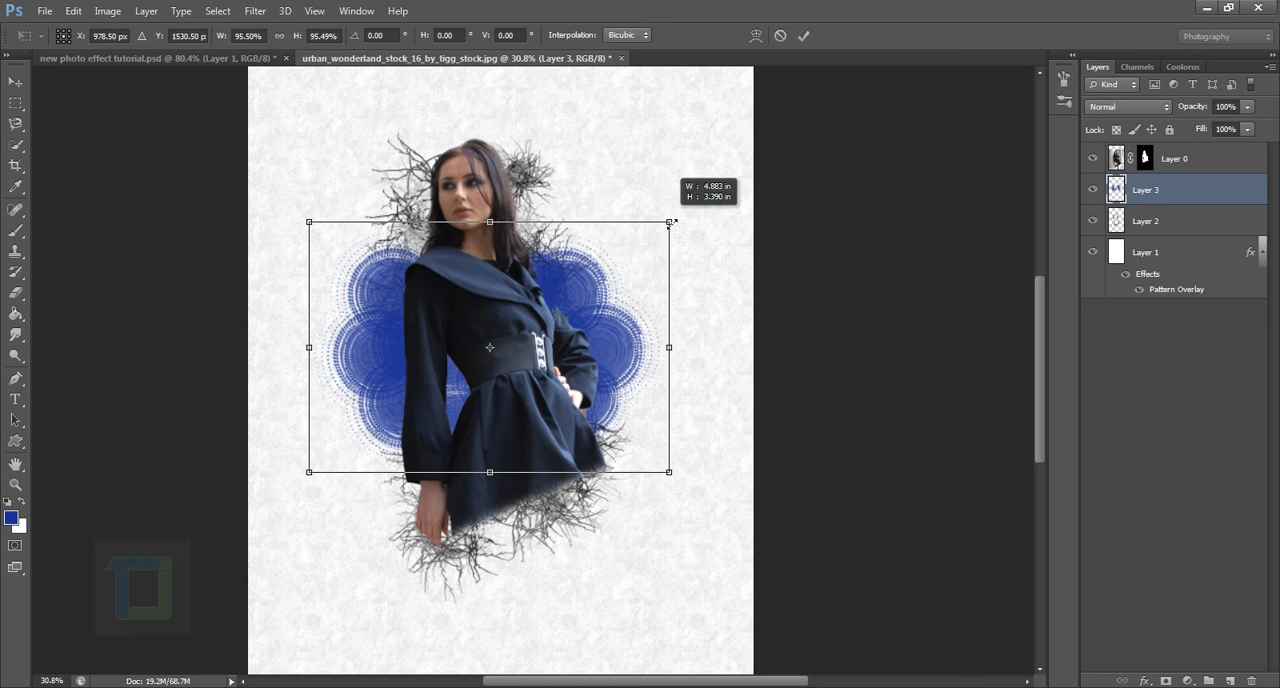 Ps File Edit Image Layer Type Select Filter 3D View Window Help
X: 978.50 px Y: 1530.50 p W: 95.50% H: 95.49% 0.00 ° H: 0.00 ° V: 0.00 ° Interpolation: Bicubic Photography
new photo effect tutorial.psd @ 80.4% (Layer 1, RGB/8) * × urban_wonderland_stock_16_by_tigg_stock.jpg @ 30.8% (Layer 3, RGB/8) * ×
Layers Channels Coolorus
Kind
Normal Opacity: 100%
Lock: Fill: 100%
Layer 0
W : 4.883 in
H : 3.390 in
Layer 3
Layer 2
Layer 1 fx
Effects
Pattern Overlay
30.8% Doc: 19.2M/68.7M